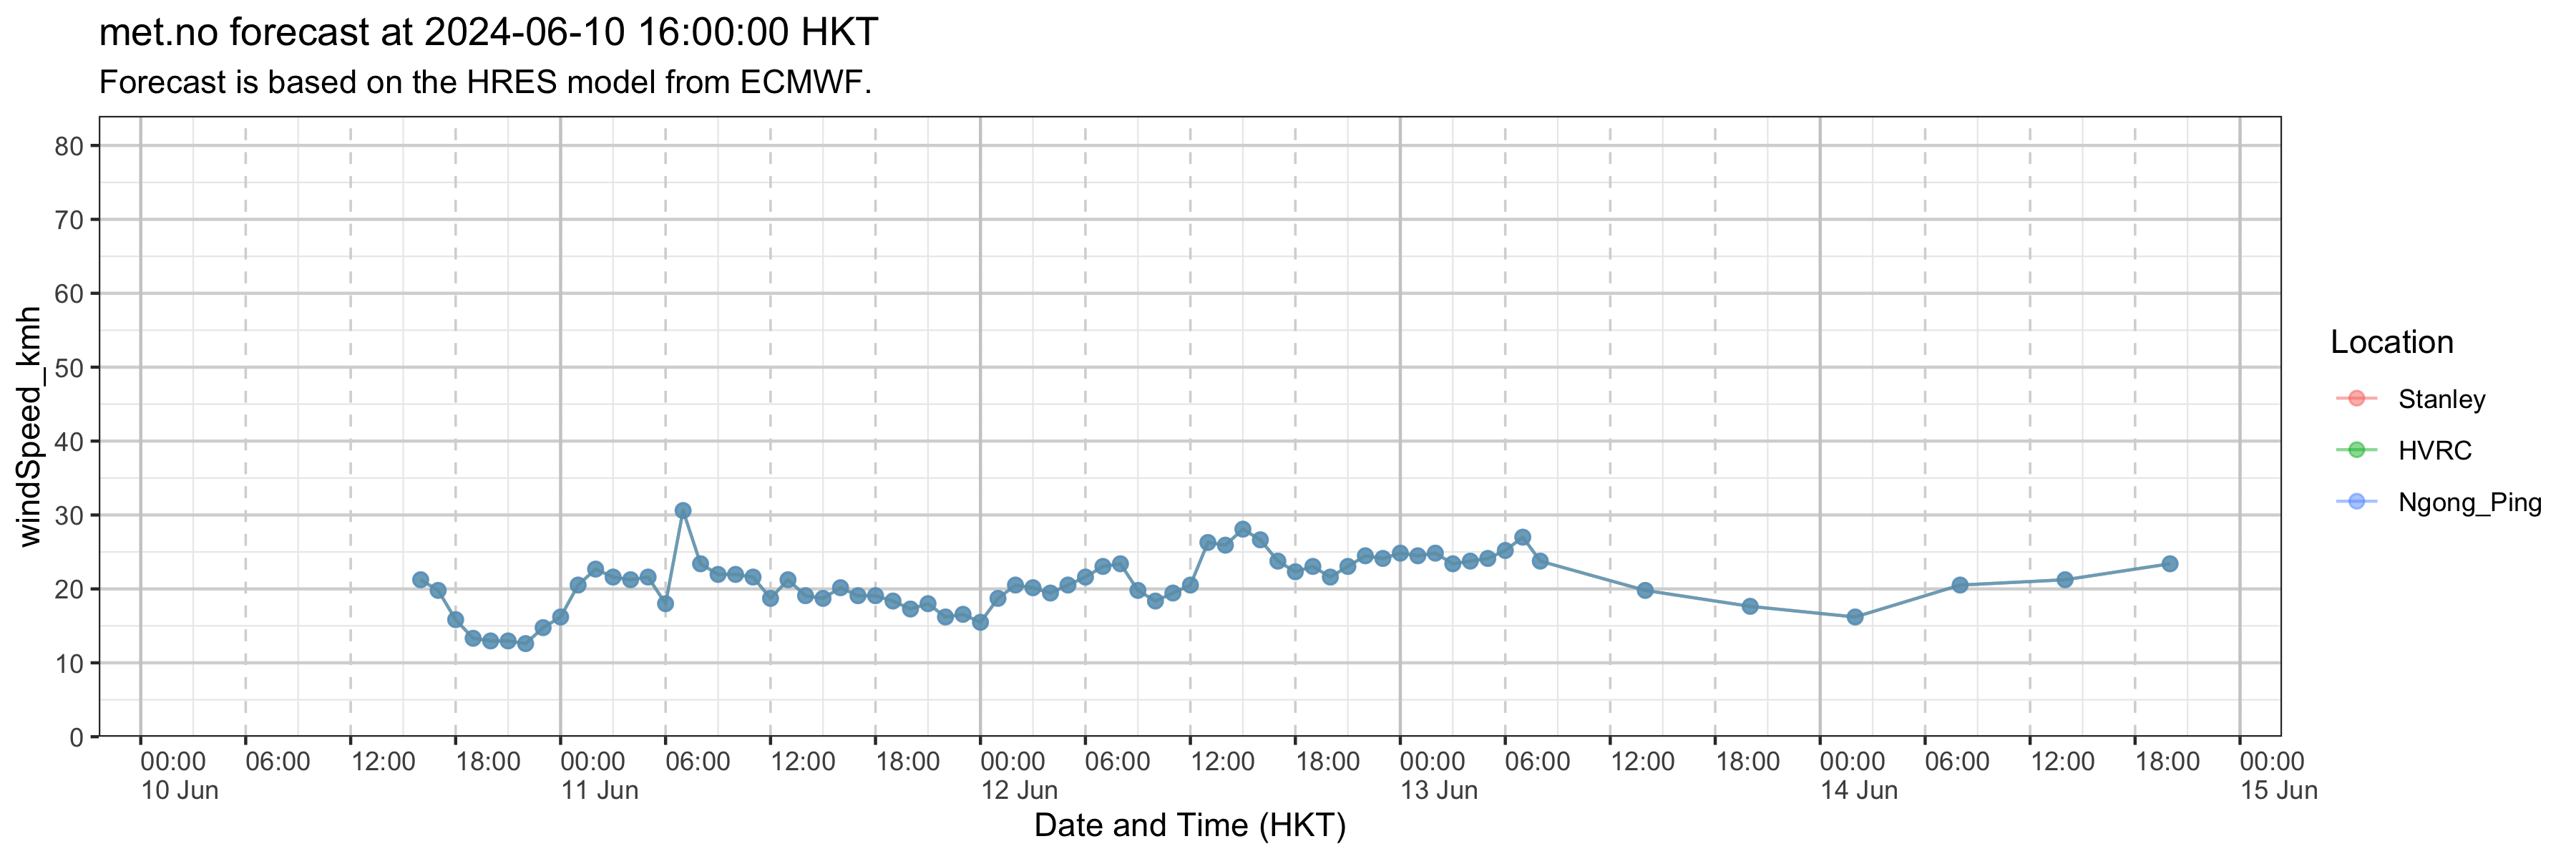 met.no forecast at 2024-06-10 16:00:00 HKT
Forecast is based on the HRES model from ECMWF.
windSpeed_kmh
80
70
60
50
40
30
20
10
0
00:00 06:00 12:00 18:00 00:00 06:00 12:00 18:00 00:00 06:00 12:00 18:00 00:00 06:00 12:00 18:00 00:00 06:00 12:00 18:00 00:00
10 Jun 11 Jun 12 Jun 13 Jun 14 Jun 15 Jun
Date and Time (HKT)
Location
Stanley
HVRC
Ngong_Ping